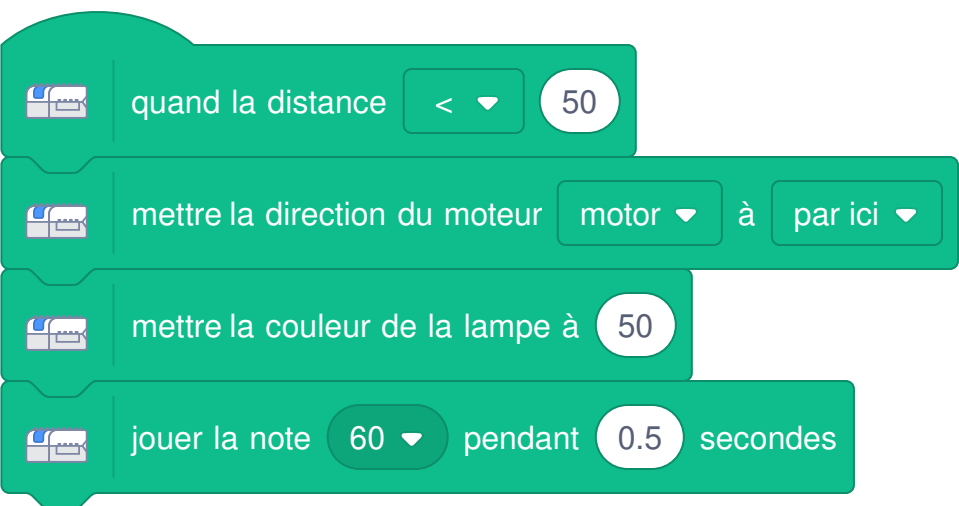 quand la distance < 50
mettre la direction du moteur motor à par ici
mettre la couleur de la lampe à 50
jouer la note 60 pendant 0.5 secondes